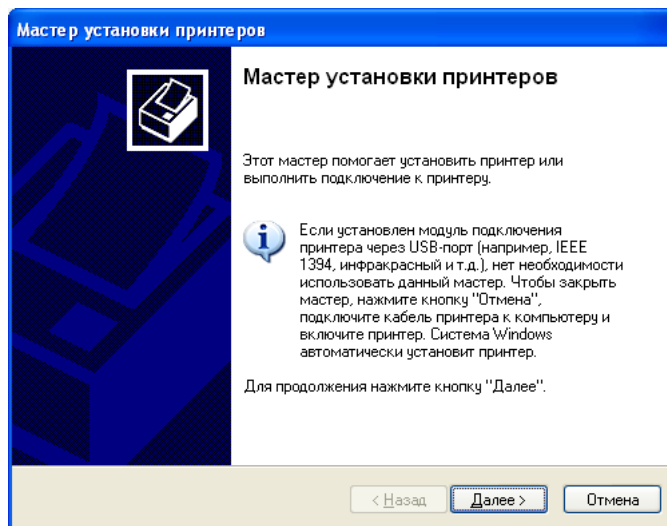 Мастер установки принтеров
Мастер установки принтеров
Этот мастер помогает установить принтер или
выполнить подключение к принтеру.
Если установлен модуль подключения
принтера через USB-порт (например, IEEE
1394, инфракрасный и т.д.), нет необходимости
использовать данный мастер. Чтобы закрыть
мастер, нажмите кнопку "Отмена",
подключите кабель принтера к компьютеру и
включите принтер. Система Windows
автоматически установит принтер.
Для продолжения нажмите кнопку "Далее".
< Назад Далее > Отмена